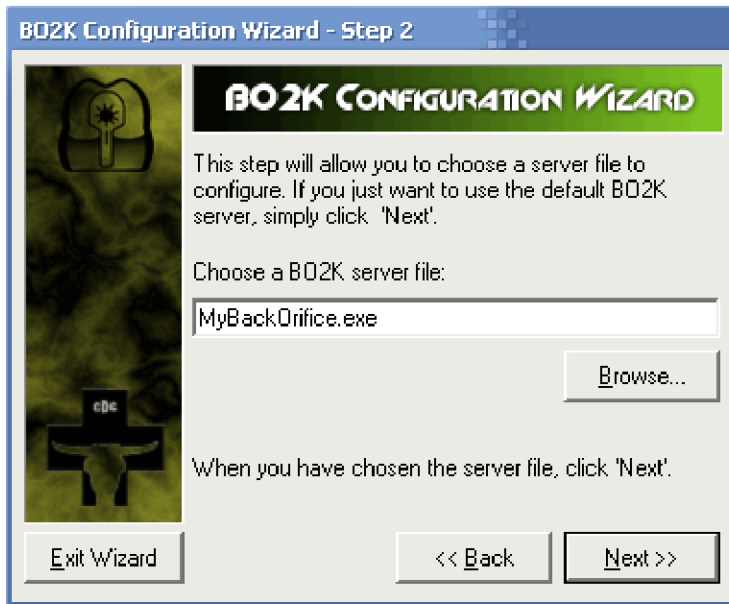 BO2K Configuration Wizard - Step 2
BO2K CONFIGURATION WIZARD
This step will allow you to choose a server file to
configure. If you just want to use the default BO2K
server, simply click 'Next'.
Choose a BO2K server file:
MyBackOrifice.exe
Browse...
cDc
When you have chosen the server file, click 'Next'.
Exit Wizard
<< Back
Next >>